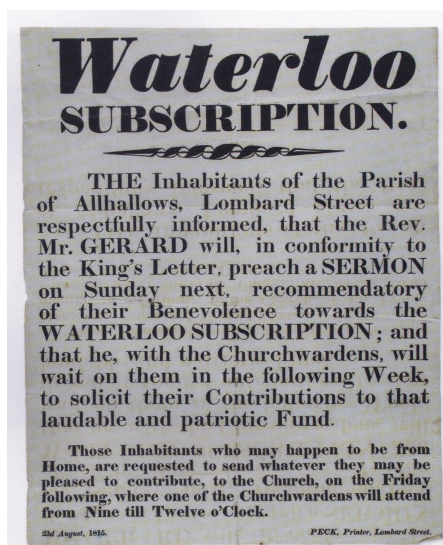 Waterloo
SUBSCRIPTION.
THE Inhabitants of the Parish
of Allhallows, Lombard Street are
respectfully informed, that the Rev.
Mr. GERARD will, in conformity to
the King's Letter, preach a SERMON
on Sunday next, recommendatory
of their Benevolence towards the
WATERLOO SUBSCRIPTION; and
that he, with the Churchwardens, will
wait on them in the following Week,
to solicit their Contributions to that
laudable and patriotic Fund.
Those Inhabitants who may happen to be from
Home, are requested to send whatever they may be
pleased to contribute, to the Church, on the Friday
following, where one of the Churchwardens will attend
from Nine till Twelve o'Clock.
23d August, 1815.
PECK, Printer, Lombard Street.